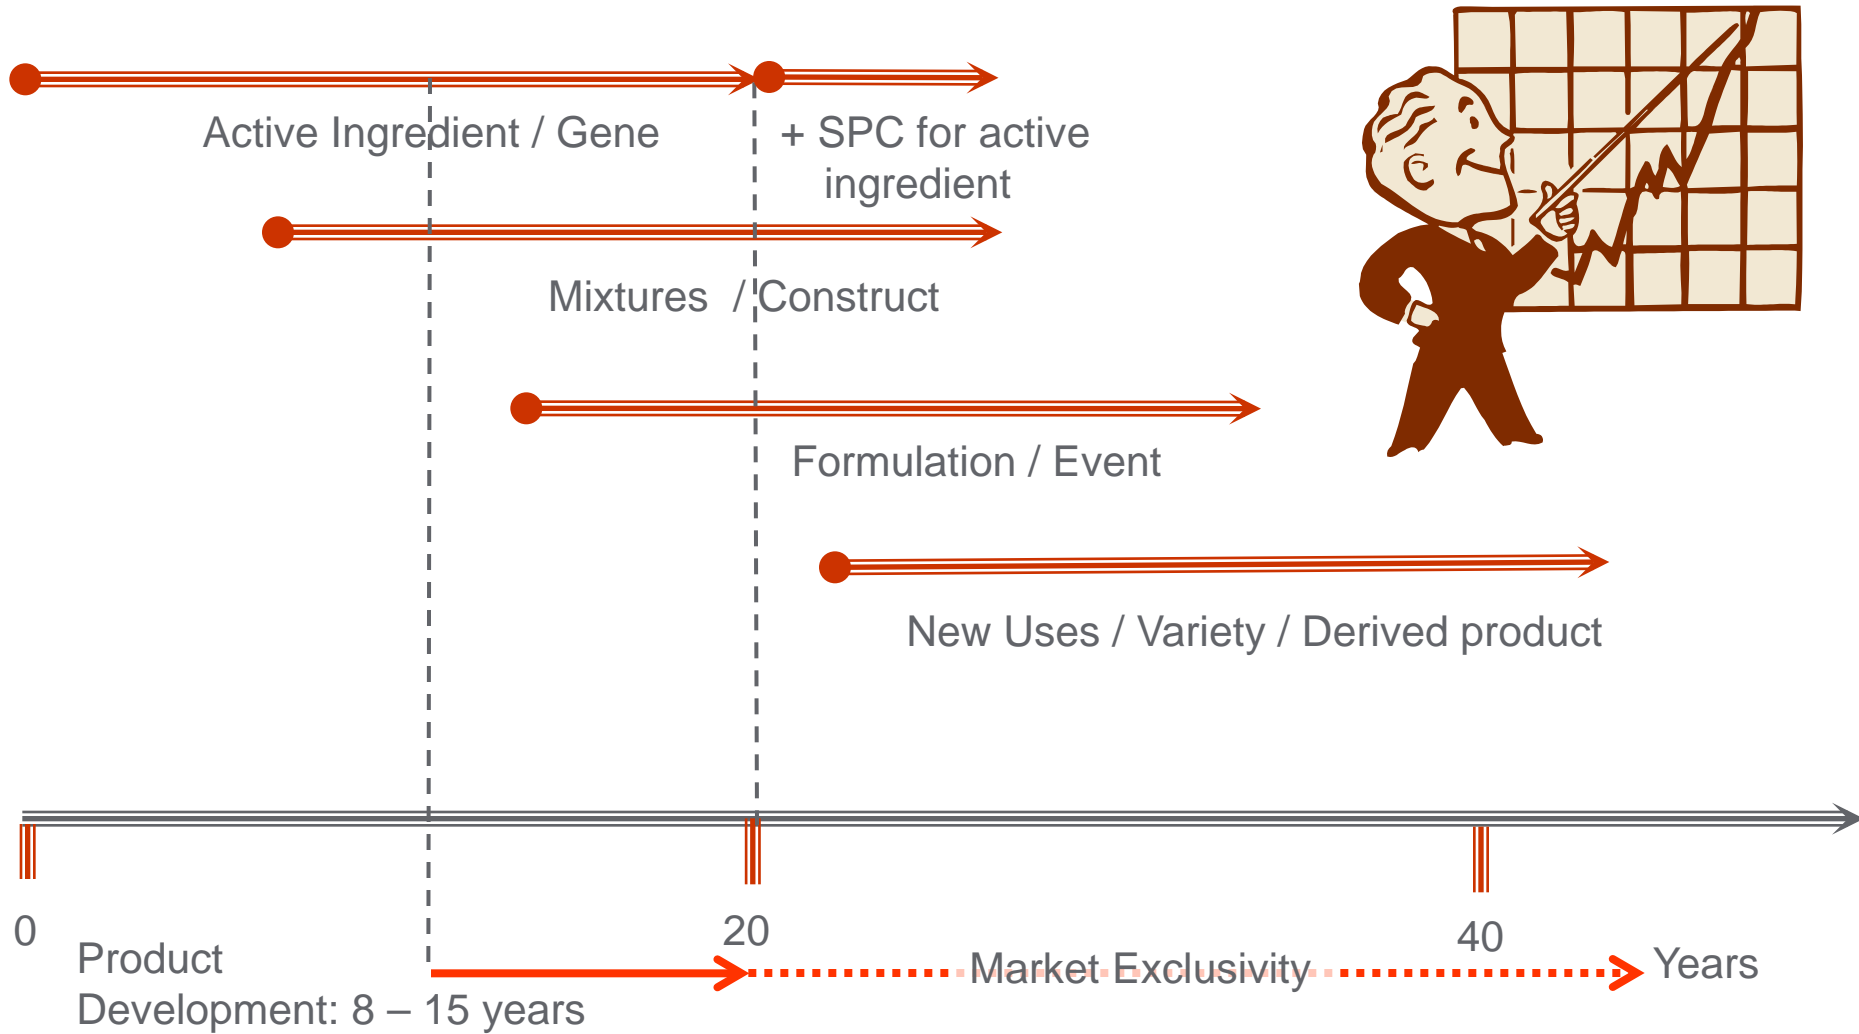 Active Ingredient / Gene
+ SPC for active
ingredient
Mixtures / Construct
Formulation / Event
New Uses / Variety / Derived product
0
20
40
Product
Development: 8 – 15 years
Market Exclusivity
Years